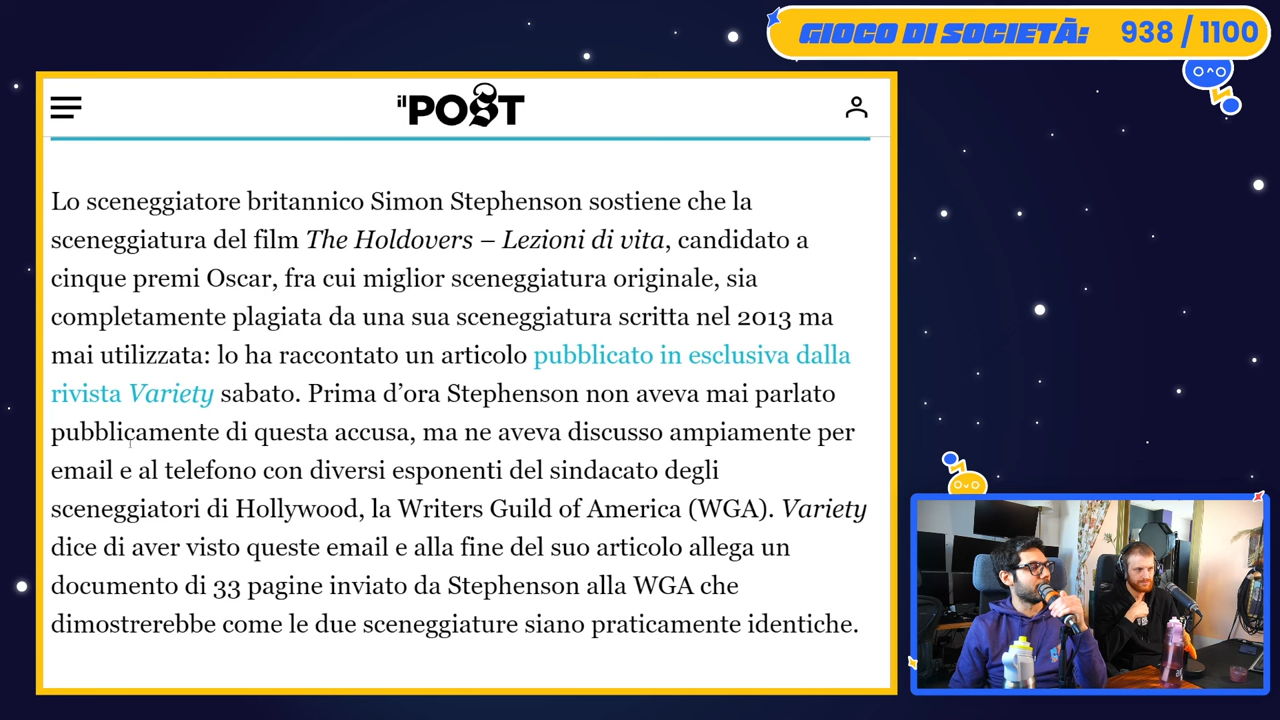 GIOCO DI SOCIETÀ: 938 / 1100
il POST
Lo sceneggiatore britannico Simon Stephenson sostiene che la
sceneggiatura del film The Holdovers – Lezioni di vita, candidato a
cinque premi Oscar, fra cui miglior sceneggiatura originale, sia
completamente plagiata da una sua sceneggiatura scritta nel 2013 ma
mai utilizzata: lo ha raccontato un articolo pubblicato in esclusiva dalla
rivista Variety sabato. Prima d’ora Stephenson non aveva mai parlato
pubblicamente di questa accusa, ma ne aveva discusso ampiamente per
email e al telefono con diversi esponenti del sindacato degli
sceneggiatori di Hollywood, la Writers Guild of America (WGA). Variety
dice di aver visto queste email e alla fine del suo articolo allega un
documento di 33 pagine inviato da Stephenson alla WGA che
dimostrerebbe come le due sceneggiature siano praticamente identiche.